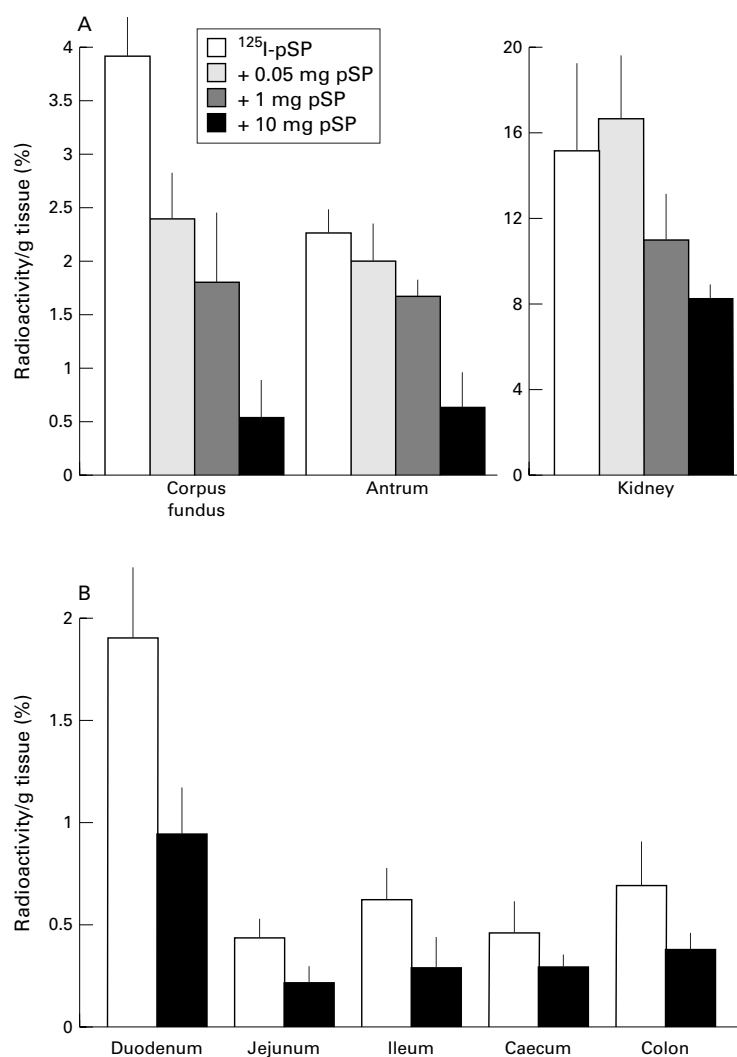 A
¹²⁵I-pSP
+ 0.05 mg pSP
+ 1 mg pSP
+ 10 mg pSP
Radioactivity/g tissue (%)
4
3.5
3
2.5
2
1.5
1
0.5
0
Corpus
fundus
Antrum
20
16
12
8
4
0
Kidney
B
Radioactivity/g tissue (%)
2
1.5
1
0.5
0
Duodenum
Jejunum
Ileum
Caecum
Colon